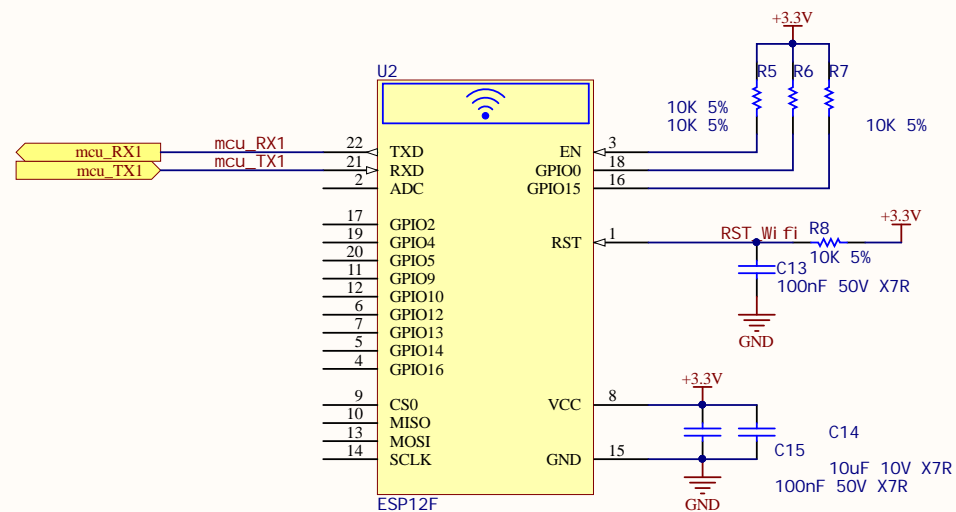 +3.3V
U2
R5 R6 R7
10K 5%
10K 5%
10K 5%
mcu_RX1 mcu_RX1 22 TXD EN 3
mcu_TX1 mcu_TX1 21 RXD GPIO0 18
2 ADC GPIO15 16
17 GPIO2
19 GPIO4 RST 1 RST_Wifi R8 +3.3V
20 GPIO5 10K 5%
11 GPIO9 C13
12 GPIO10 100nF 50V X7R
6 GPIO12
7 GPIO13 GND
5 GPIO14
4 GPIO16
+3.3V
9 CS0 VCC 8
10 MISO
13 MOSI C14
14 SCLK GND 15 C15
10uF 10V X7R
100nF 50V X7R
ESP12F GND